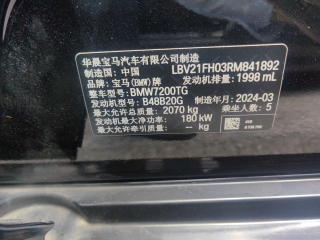 华晨宝马汽车有限公司制造
制造国: 中国 LBV21FH03RM841892
品牌: 宝马(BMW)牌 发动机排量: 1998 mL
整车型号: BMW7200TG
发动机型号: B48B20G 制造年月: 2024-03
最大允许总质量: 2070 kg 乘坐人数: 5
发动机最大净功率: 180 kW
最大允许牵引质量: -- kg